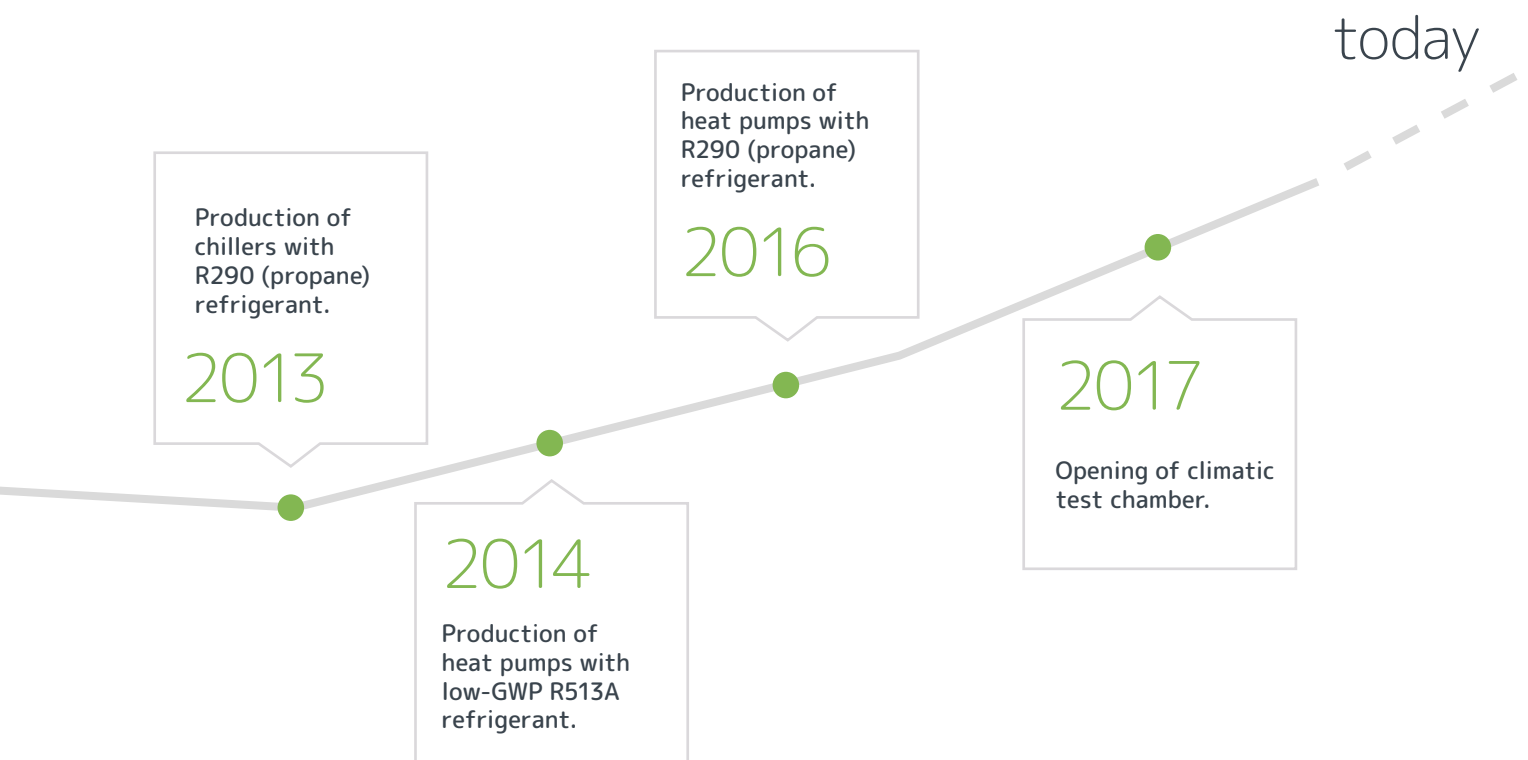 Production of
chillers with
R290 (propane)
refrigerant.
2013
2014
Production of
heat pumps with
low-GWP R513A
refrigerant.
Production of
heat pumps with
R290 (propane)
refrigerant.
2016
2017
Opening of climatic
test chamber.
today